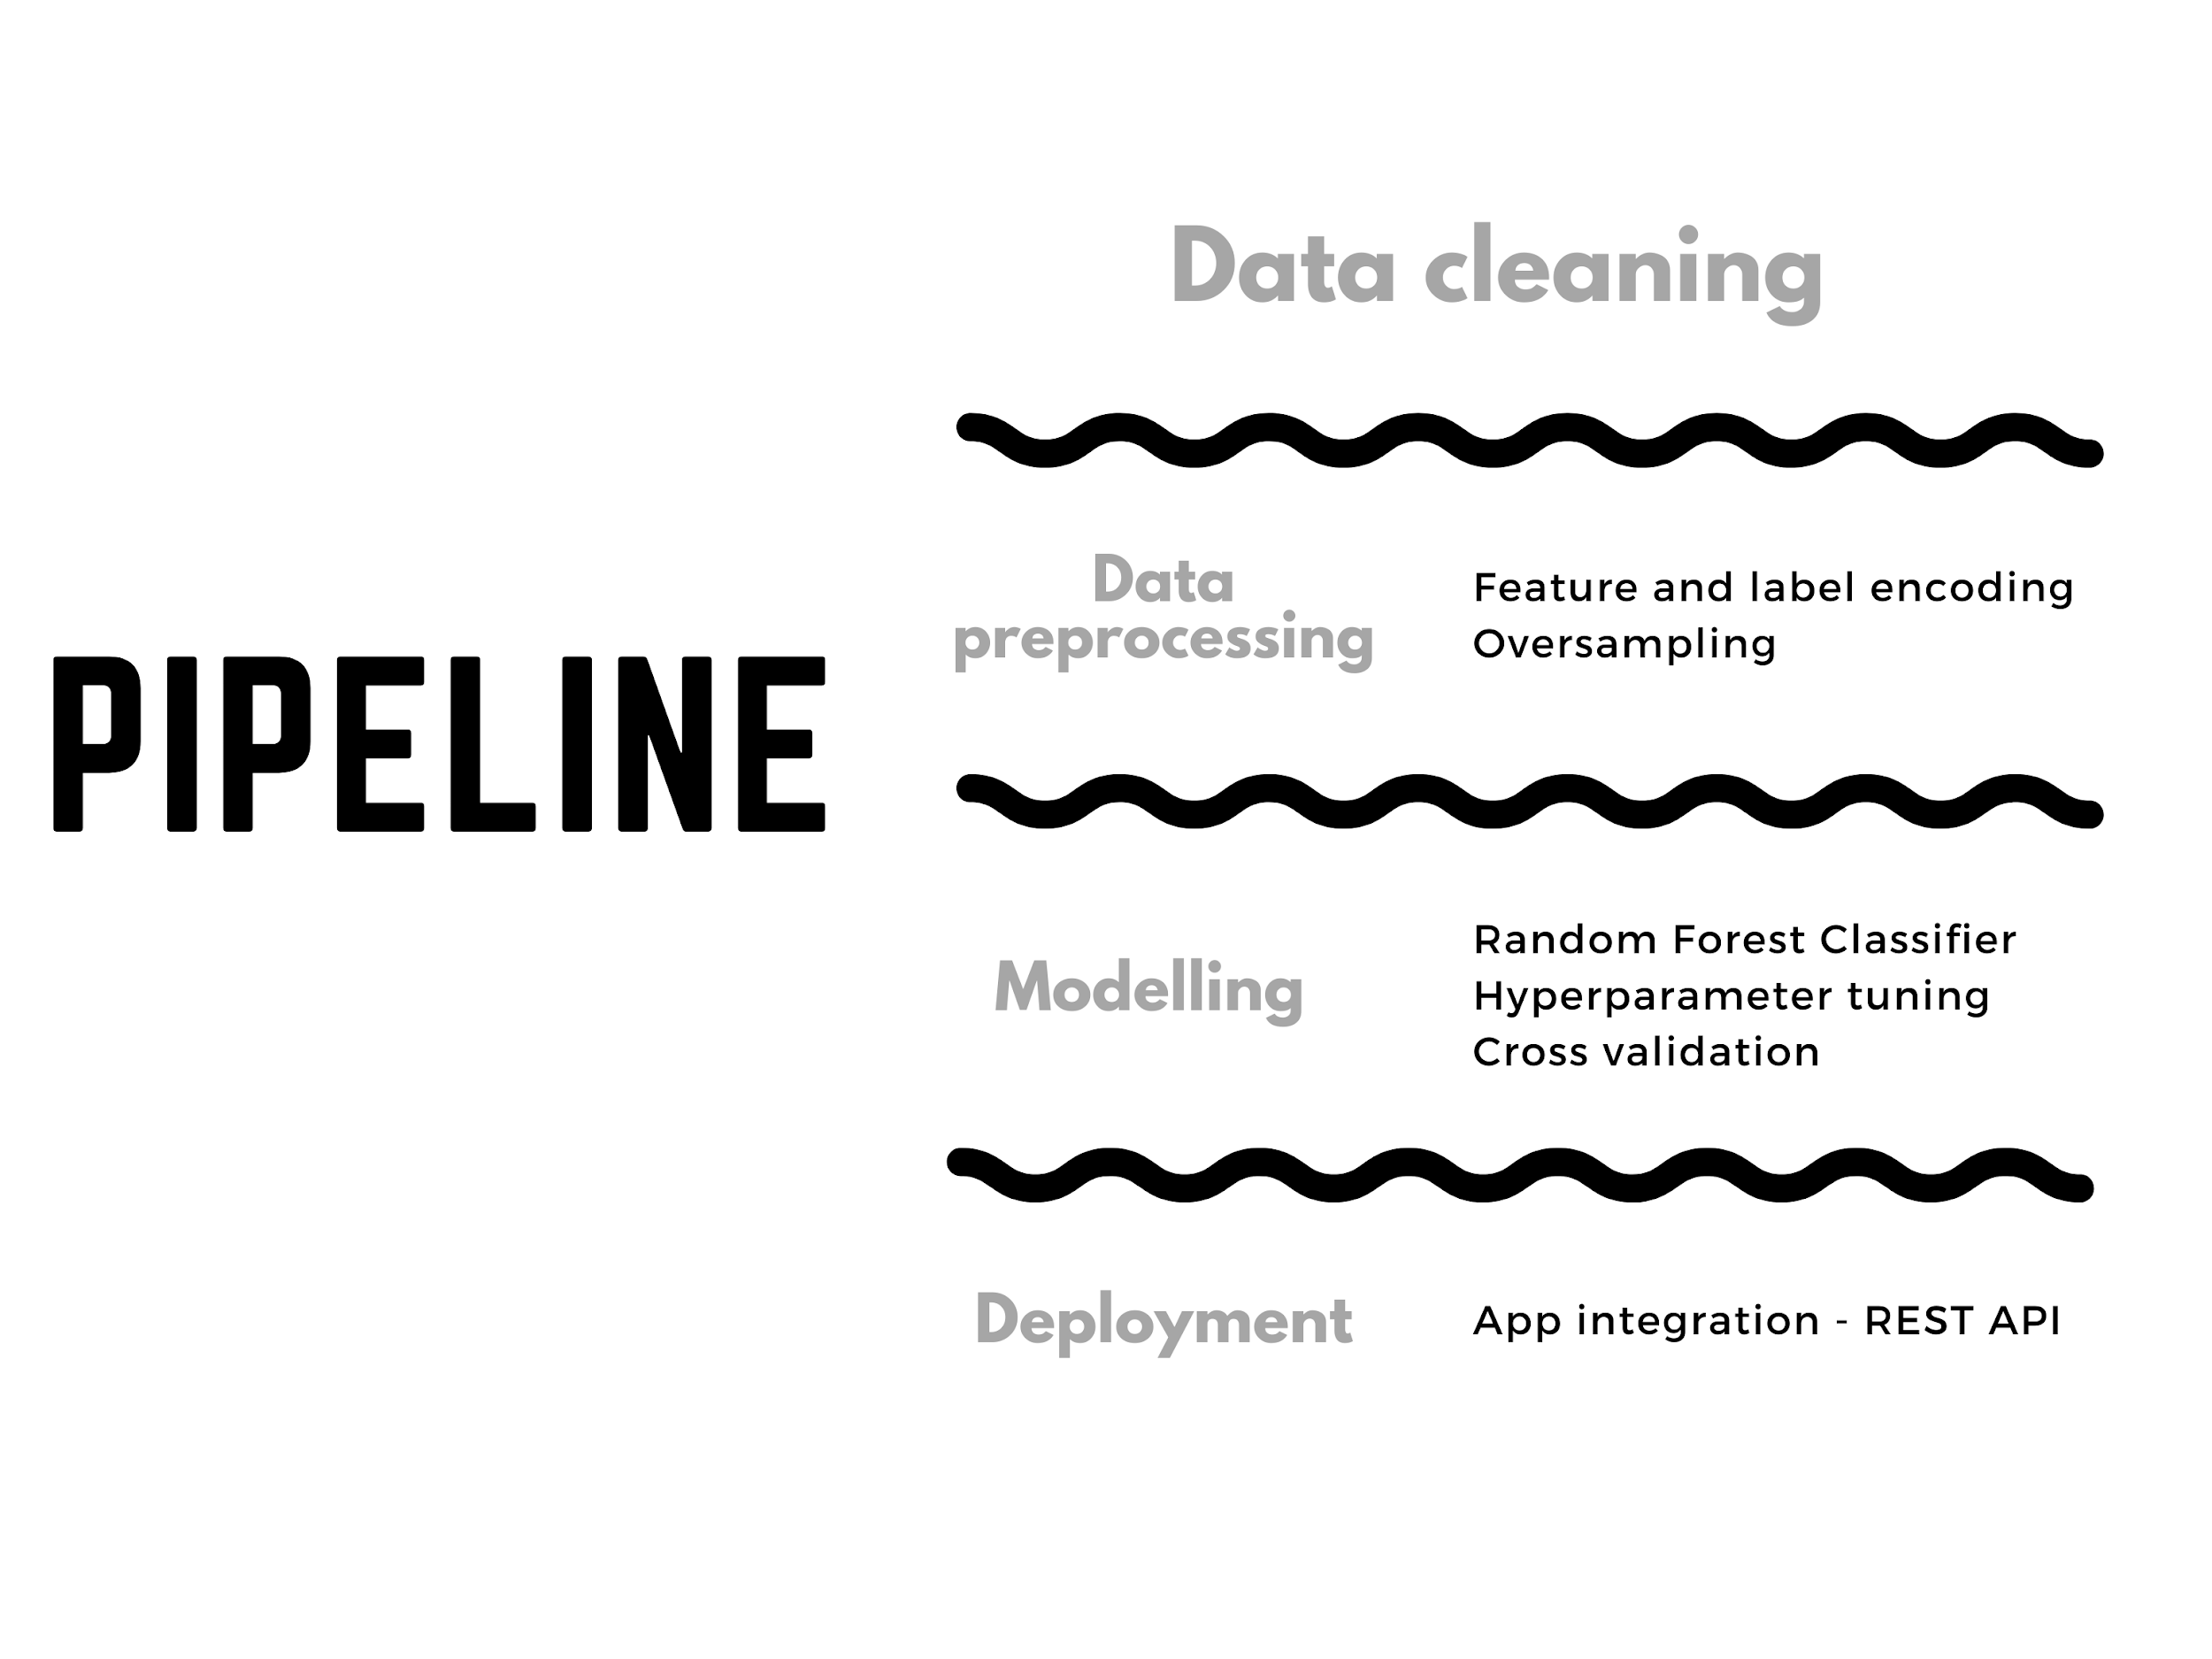 PIPELINE
Data cleaning
Data
preprocessing
Feature and label encoding
Oversampling
Modelling
Random Forest Classifier
Hyperparameter tuning
Cross validation
Deployment
App integration - REST API